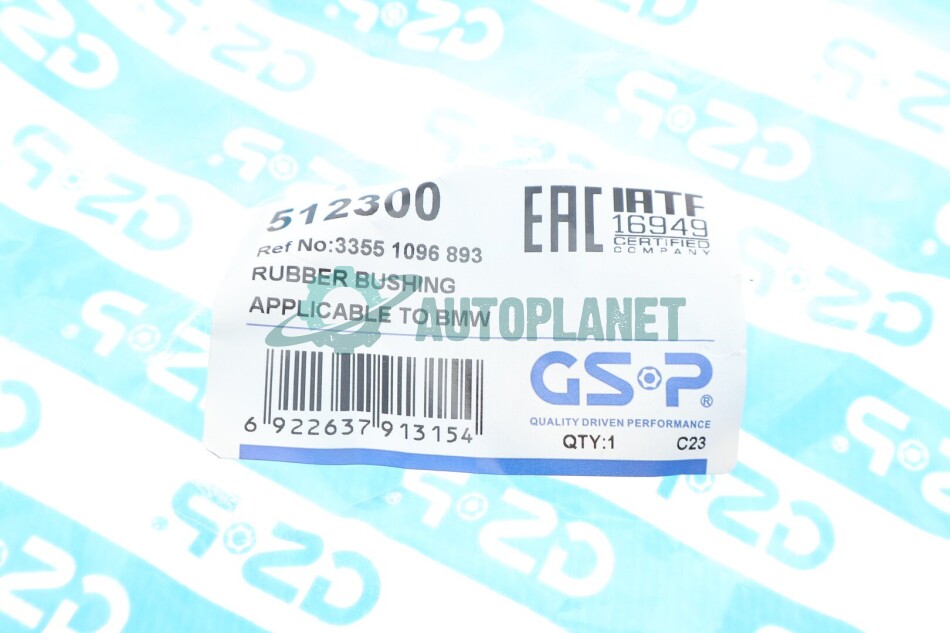 512300
Ref No:3355 1096 893
RUBBER BUSHING
APPLICABLE TO BMW
EAC
IATF
16949
CERTIFIED
COMPANY
AUTOPLANET
6 922637 913154
GSP®
QUALITY DRIVEN PERFORMANCE
QTY:1 C23